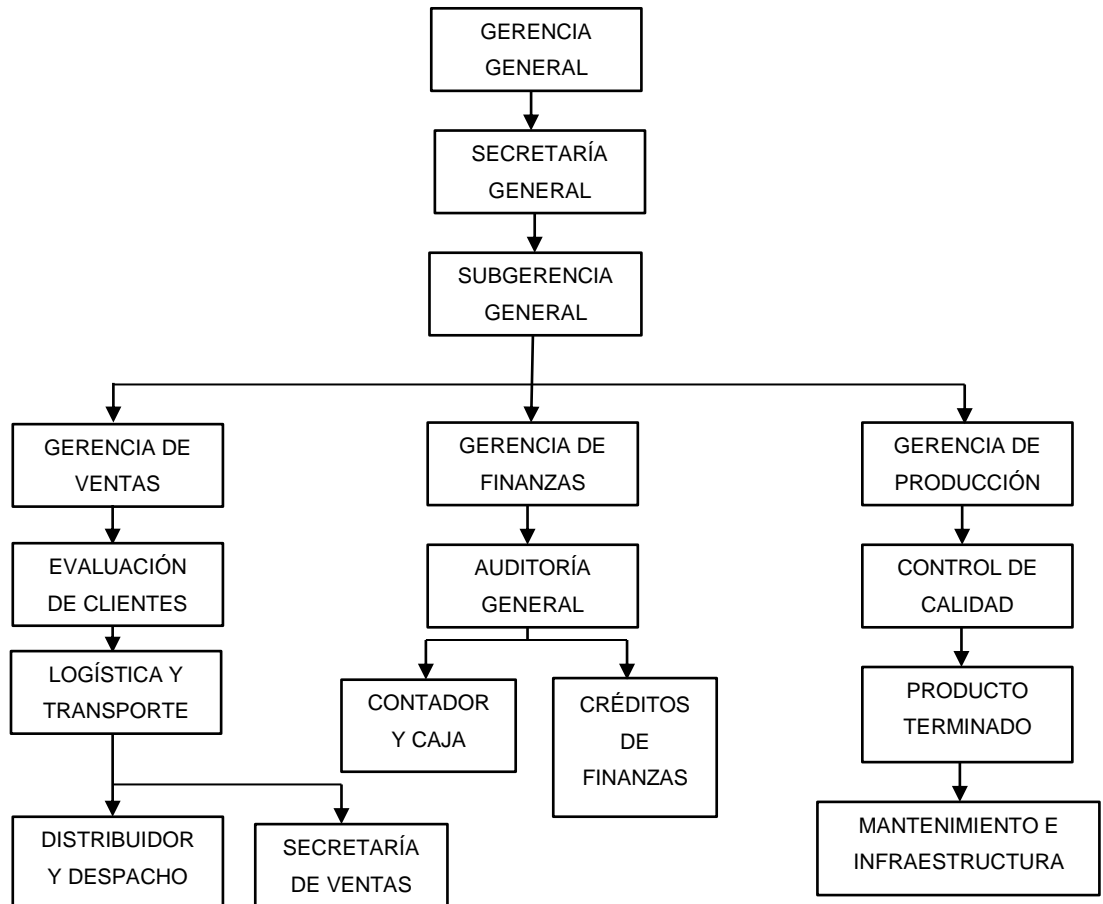 GERENCIA
GENERAL
SECRETARÍA
GENERAL
SUBGERENCIA
GENERAL
GERENCIA DE
VENTAS
GERENCIA DE
FINANZAS
GERENCIA DE
PRODUCCIÓN
EVALUACIÓN
DE CLIENTES
AUDITORÍA
GENERAL
CONTROL DE
CALIDAD
LOGÍSTICA Y
TRANSPORTE
CONTADOR
Y CAJA
CRÉDITOS
DE
FINANZAS
PRODUCTO
TERMINADO
DISTRIBUIDOR
Y DESPACHO
SECRETARÍA
DE VENTAS
MANTENIMIENTO E
INFRAESTRUCTURA